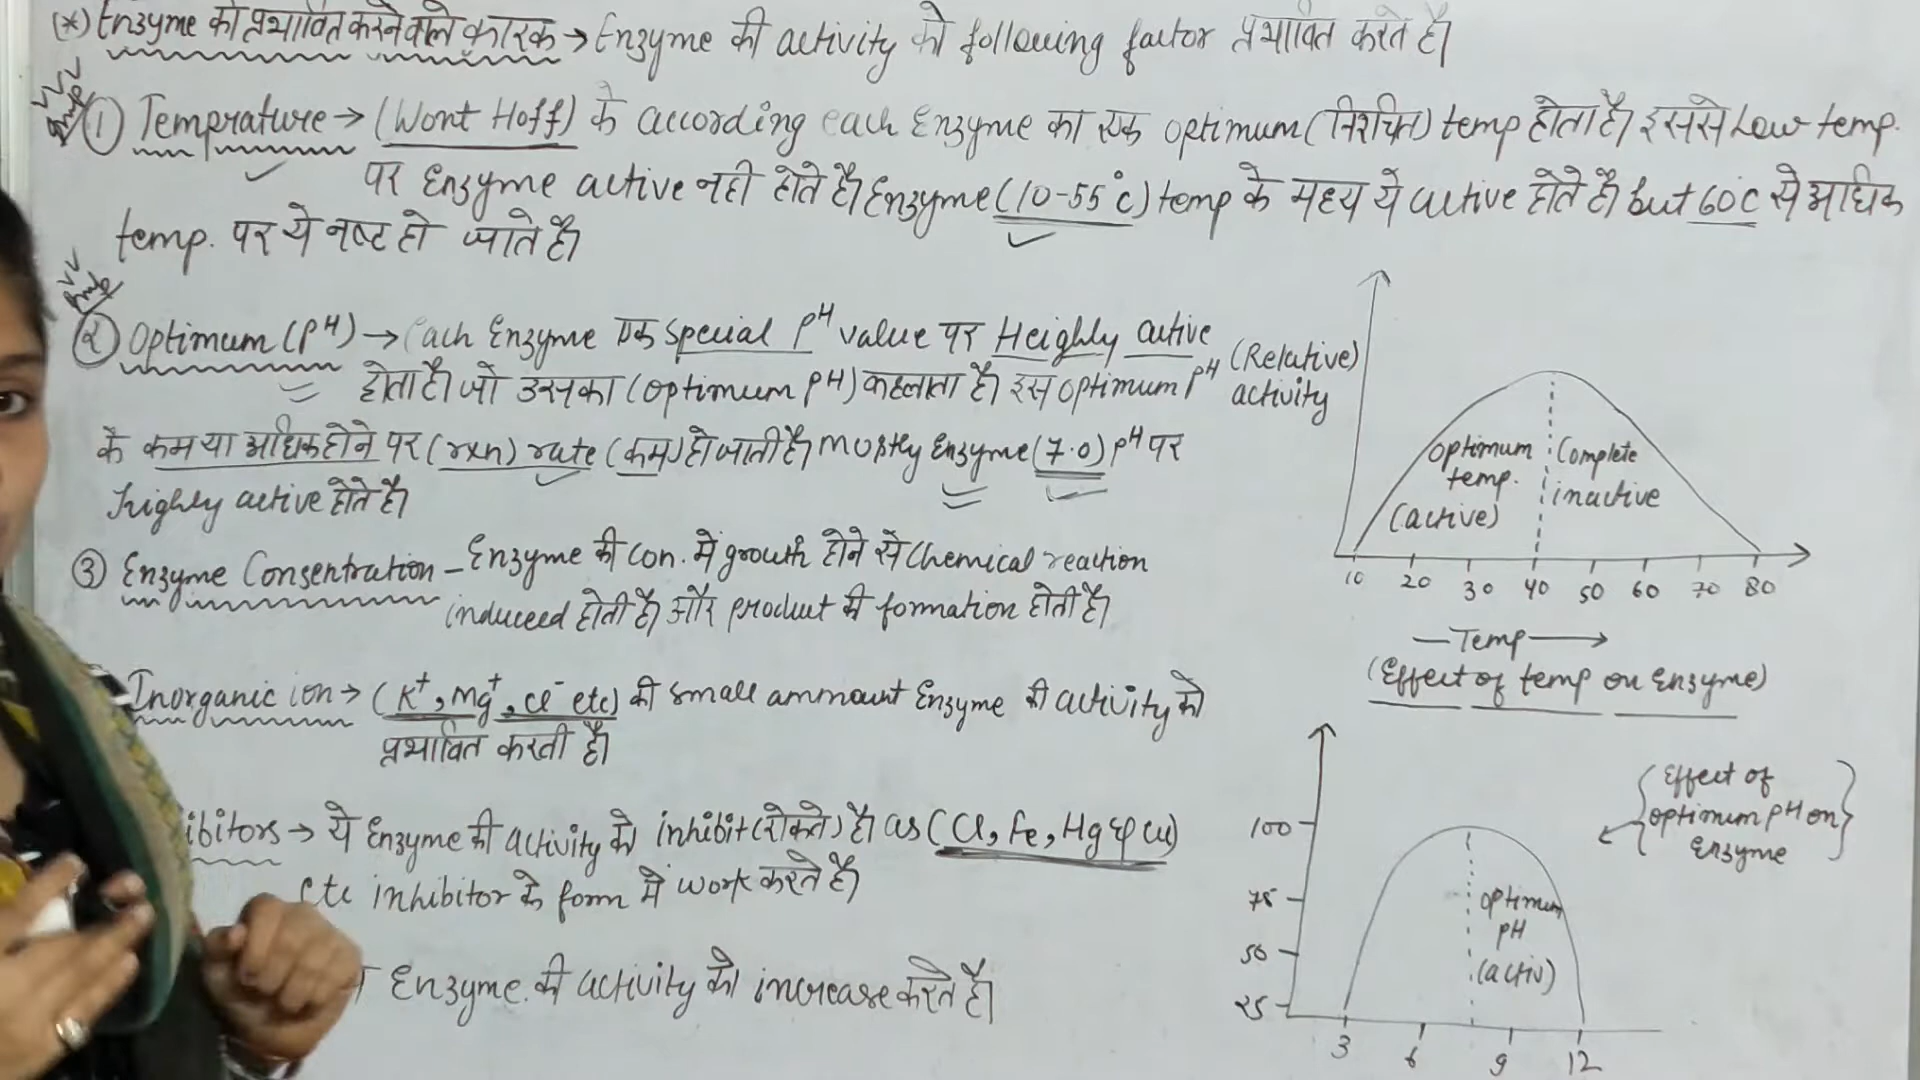 (*) Enzyme को प्रभावित करने वाले कारक → Enzyme की activity को following factor प्रभावित करते है।
Imp
① Temprature → (Wont Hoff) के according each Enzyme का एक optimum (निश्चित) temp होता है। इससे Low temp.
पर Enzyme active नही होते है। Enzyme (10-55°c) temp के मध्य ये active होते है। but 60°C से अधिक
temp. पर ये नष्ट हो जाते है।
Imp
② Optimum (PH) → Each Enzyme एक special PH value पर Heighly active
होता है। जो उसका (optimum PH) कहलाता है। इस optimum PH
के कम या अधिक होने पर (rxn) rate (कम) हो जाती है। mostly Enzyme (7.0) PH पर
highly active होते है।
③ Enzyme Consentration - Enzyme की con. में growth होने से Chemical reaction
induceed होती है। और product की formation होती है।
Inorganic ion → (K+, Mg+, Cl- etc) की small ammount Enzyme की activity को
प्रभावित करती है।
ibitors → ये Enzyme की activity को inhibit (रोकते) है। as (Cl, Fe, Hg & Cu)
etc inhibitor के form में work करते है।
Enzyme की activity को increase करते है।
(Relative)
activity
Optimum
temp.
(active)
Complete
inactive
10 20 30 40 50 60 70 80
— Temp →
(Effect of temp on Enzyme)
{Effect of
optimum PH on
Enzyme}
100
75
50
25
optimum
PH
(activ)
3 6 9 12